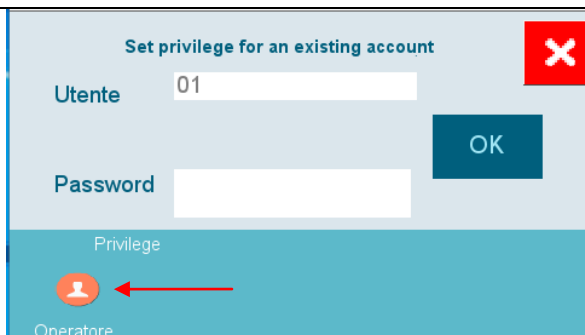 Set privilege for an existing account
Utente 01
OK
Password
Privilege
Operatore